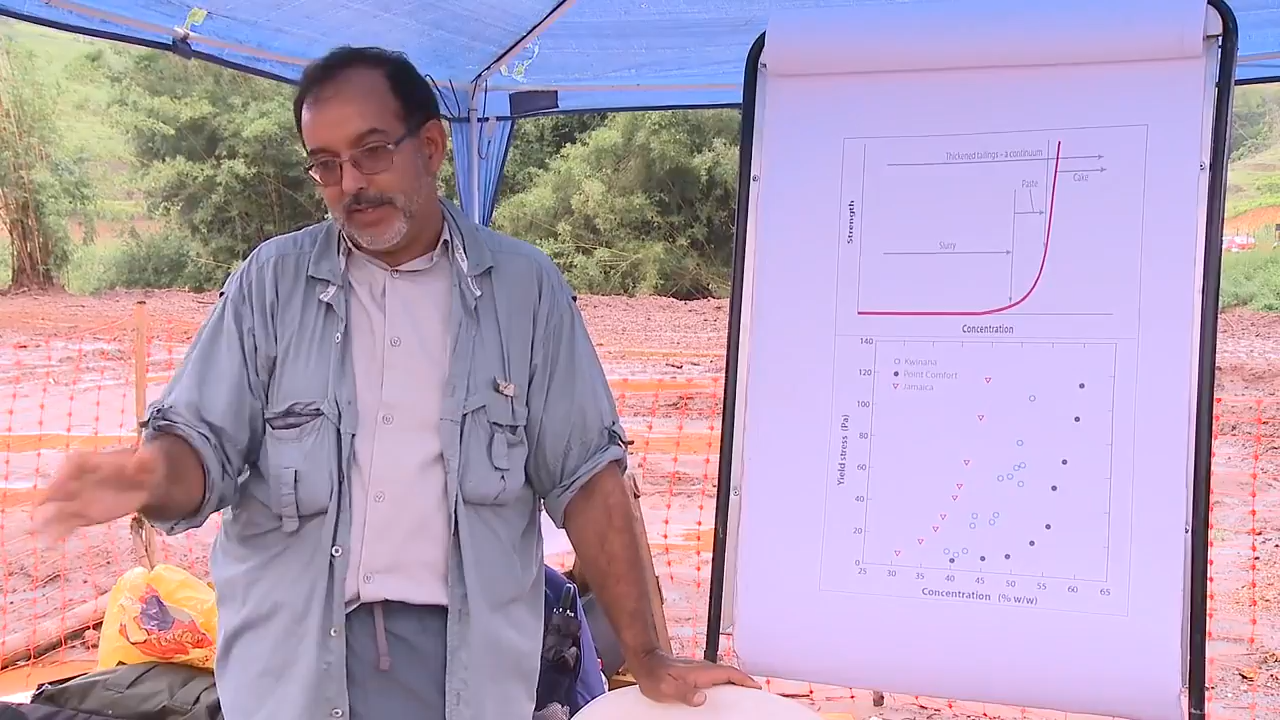 Thickened tailings – a continuum
Cake
Paste
Slurry
Strength
Concentration
140
120
100
80
60
40
20
0
Kwinana
Point Comfort
Jamaica
Yield stress (Pa)
25 30 35 40 45 50 55 60 65
Concentration (% w/w)